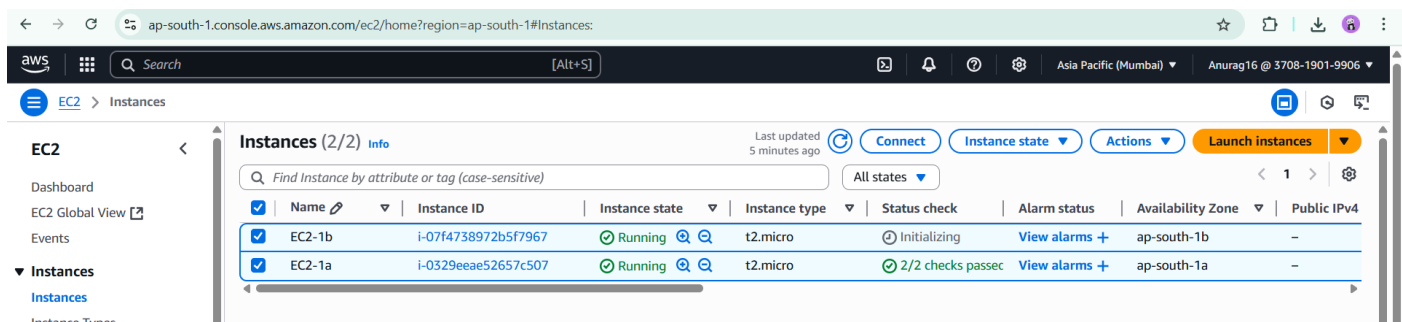 ap-south-1.console.aws.amazon.com/ec2/home?region=ap-south-1#Instances:
aws Search [Alt+S] Asia Pacific (Mumbai) Anurag16 @ 3708-1901-9906
EC2 > Instances
EC2
Dashboard
EC2 Global View
Events
Instances
Instances
Instance Types
Instances (2/2) Info Last updated 5 minutes ago Connect Instance state Actions Launch instances
Find Instance by attribute or tag (case-sensitive) All states 1
Name Instance ID Instance state Instance type Status check Alarm status Availability Zone Public IPv4
EC2-1b i-07f4738972b5f7967 Running t2.micro Initializing View alarms + ap-south-1b –
EC2-1a i-0329eeae52657c507 Running t2.micro 2/2 checks passec View alarms + ap-south-1a –